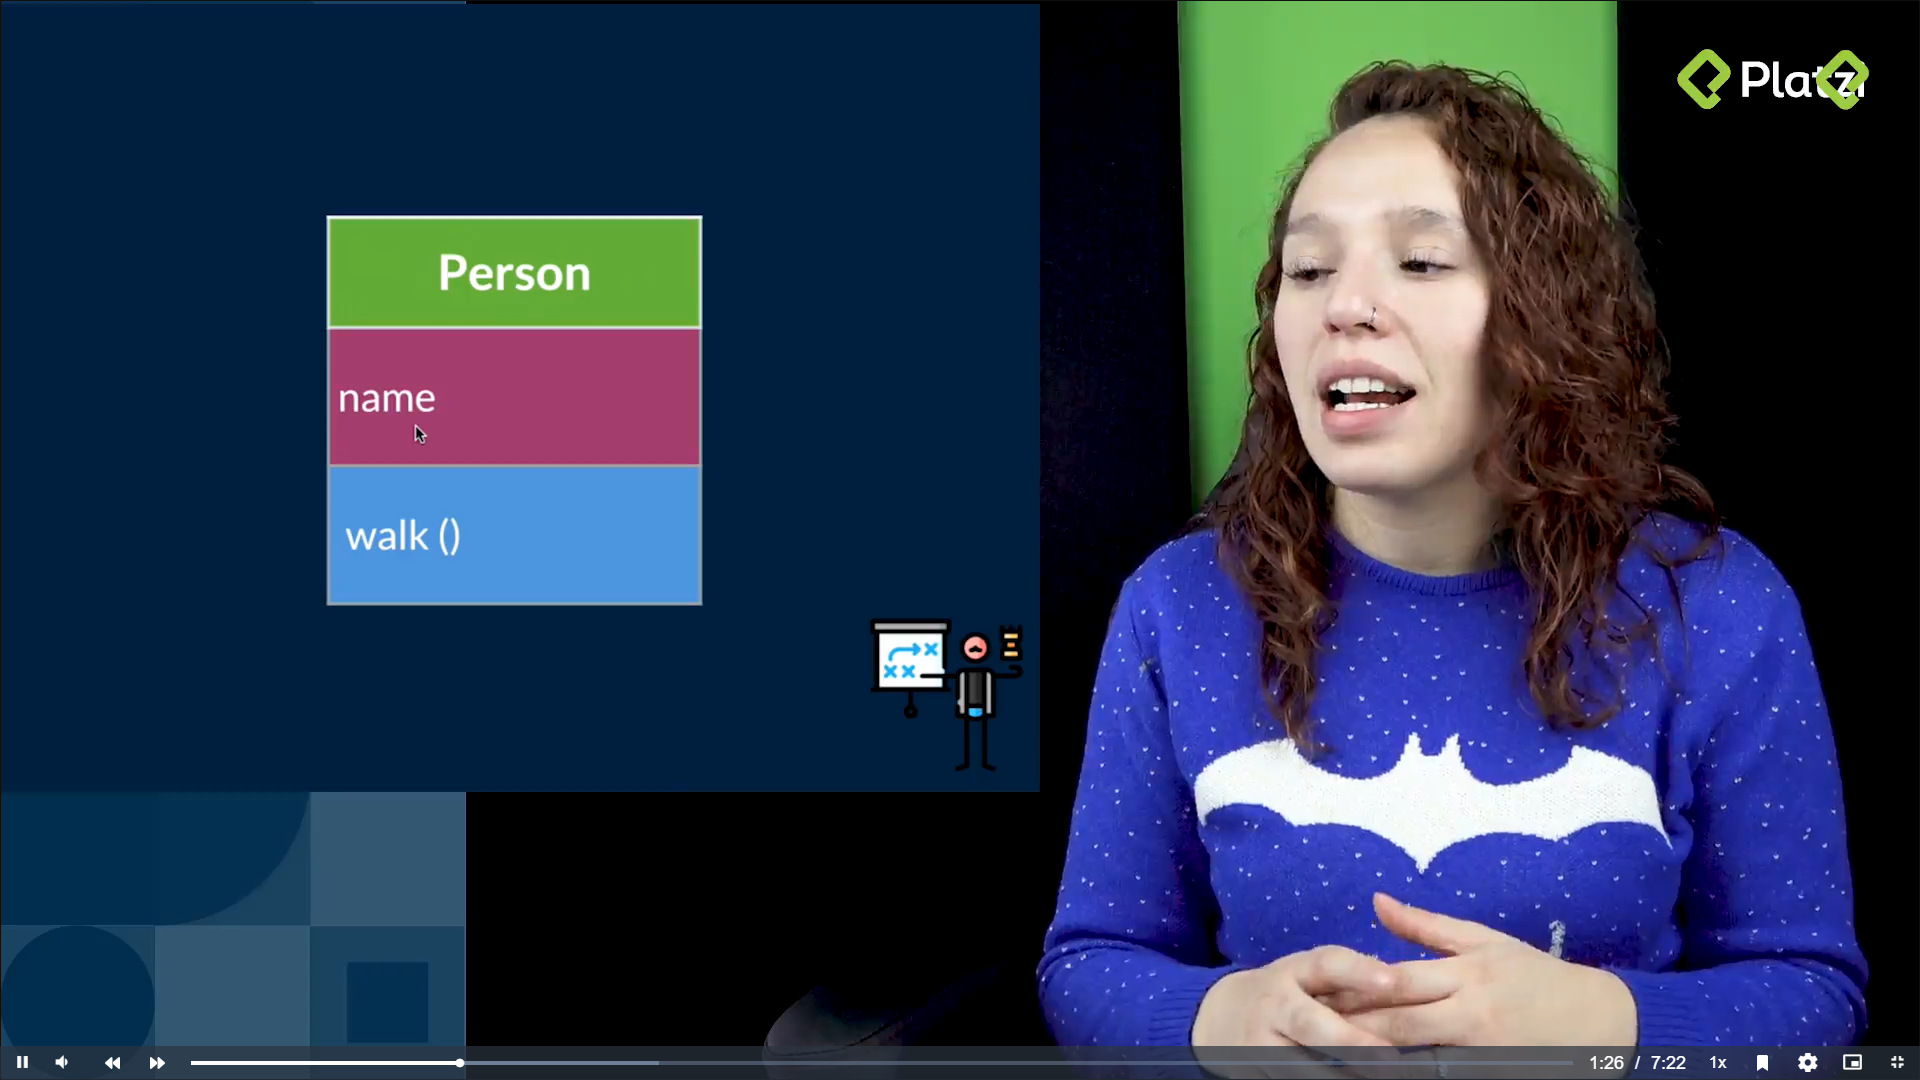 Platzi
Person
name
walk ()
1:26 / 7:22
1x